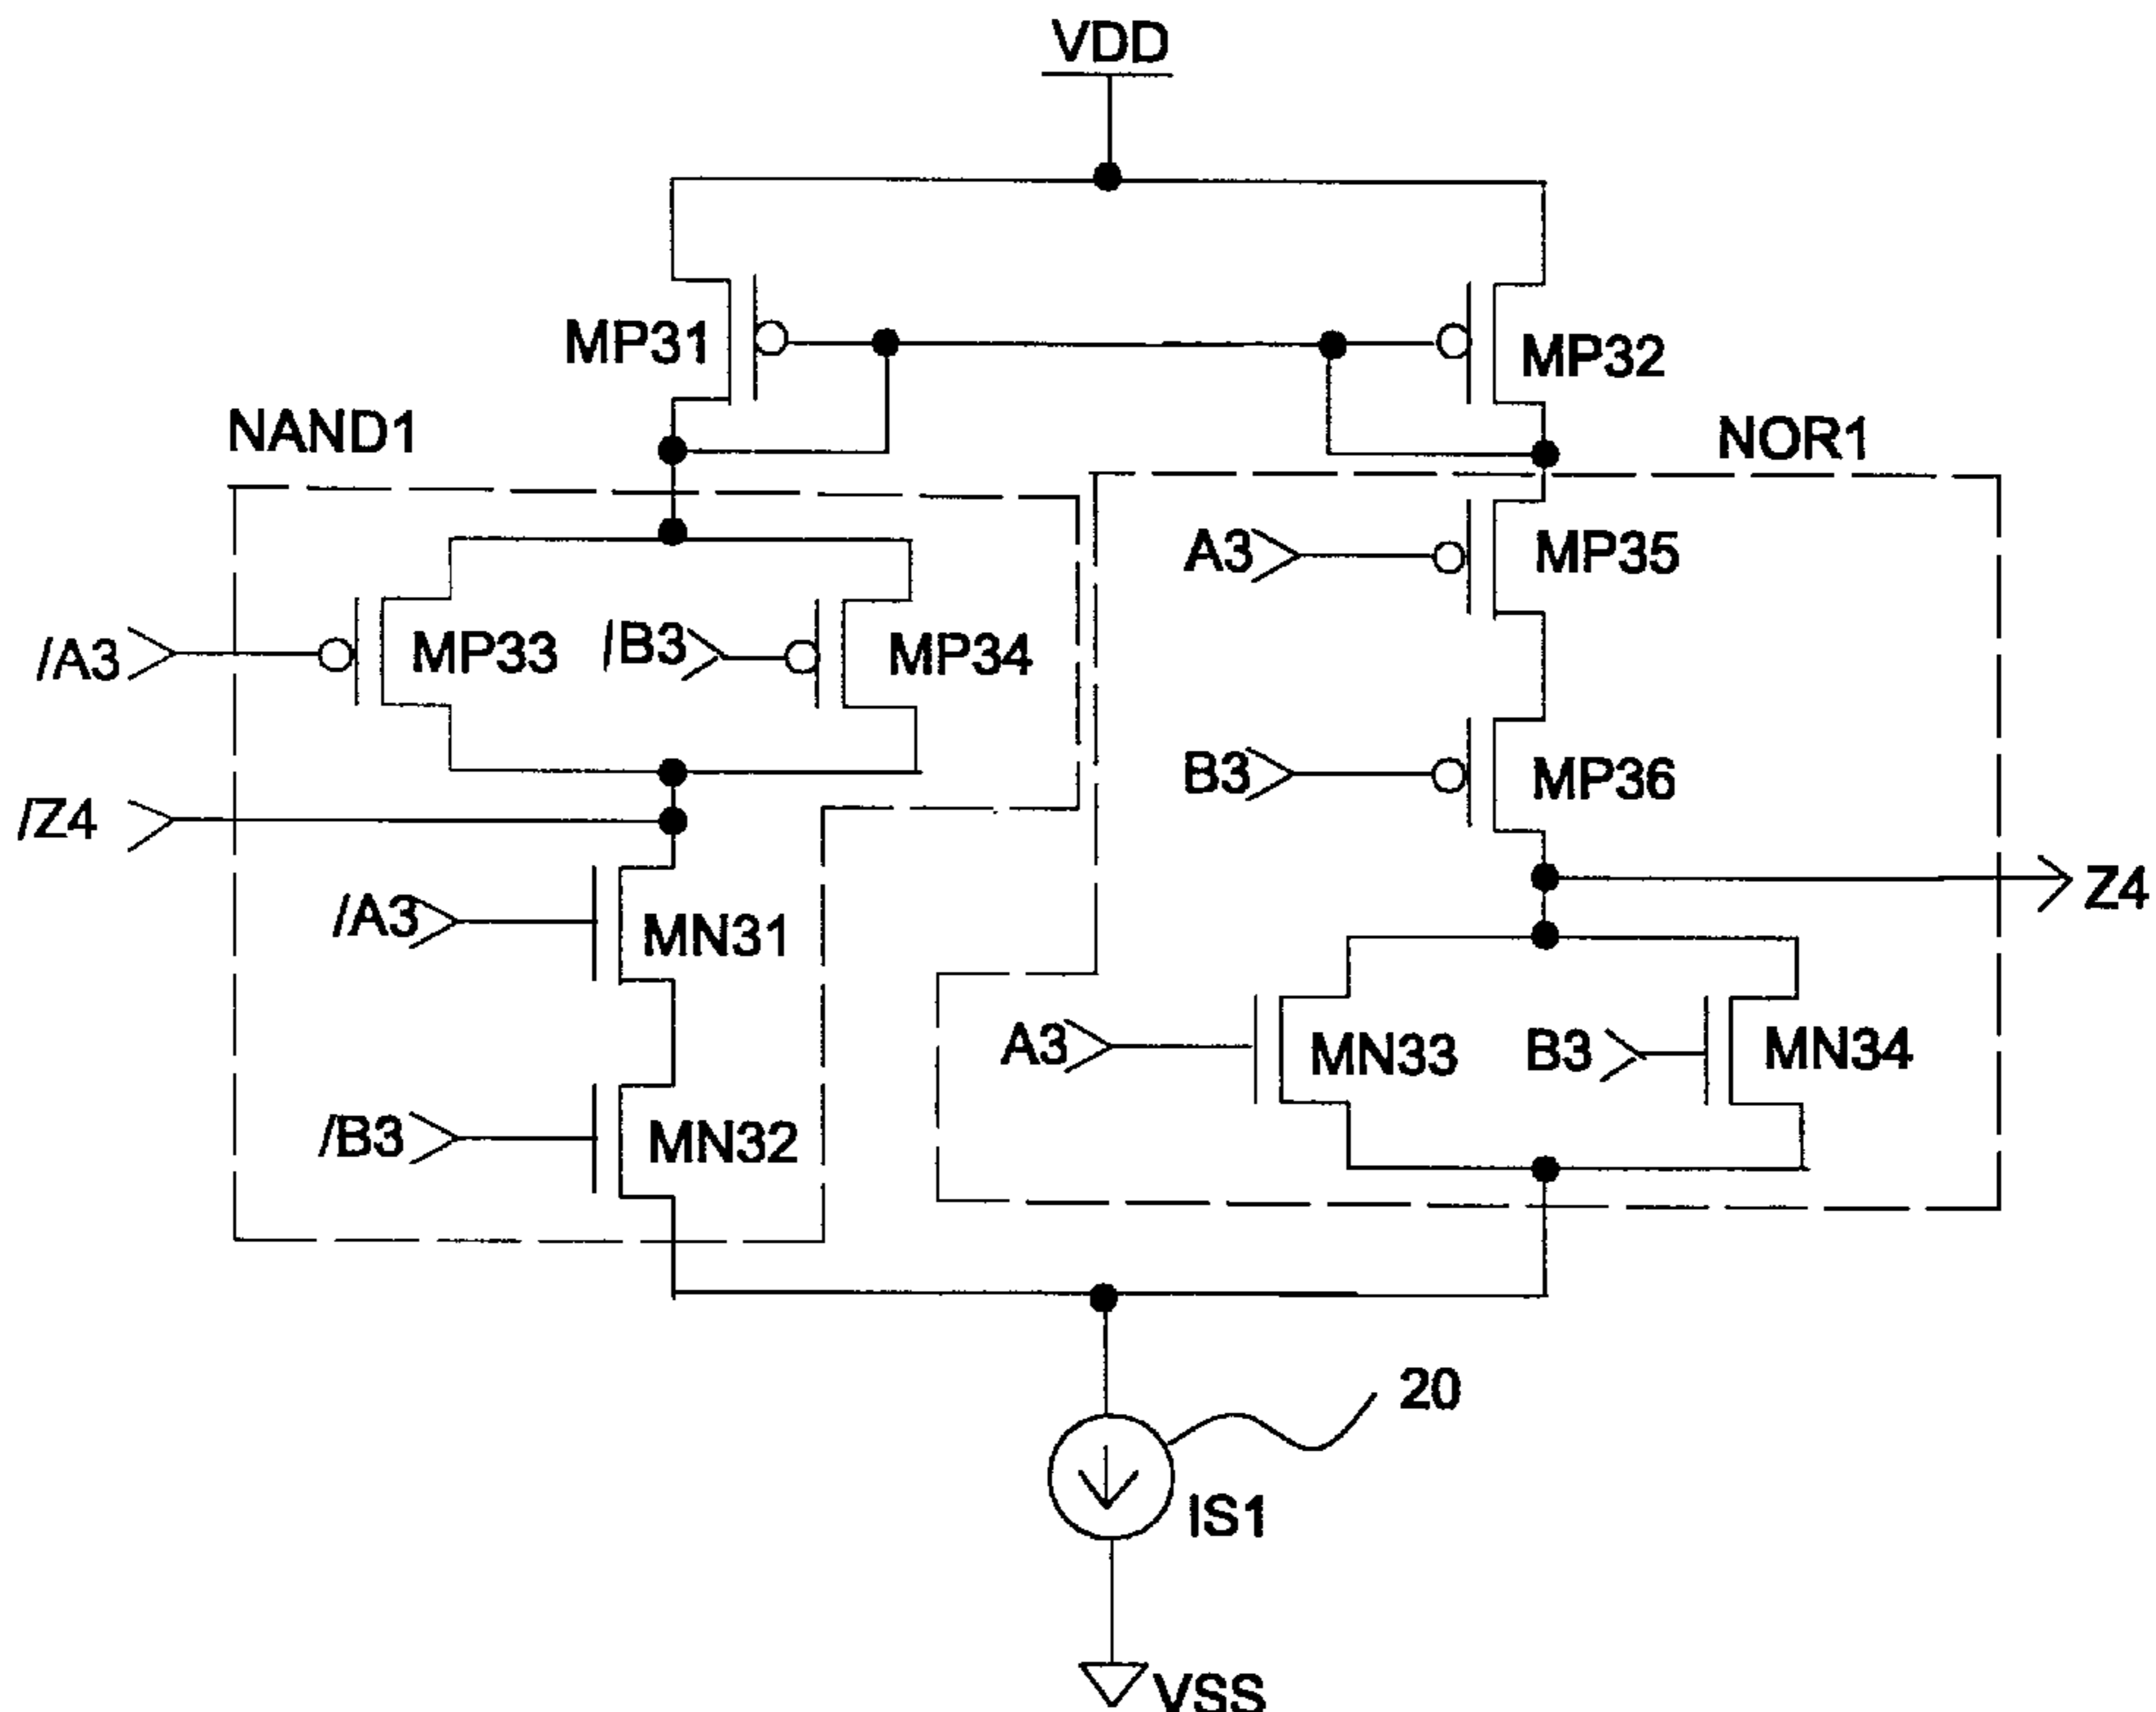 VDD
MP31
MP32
NAND1
NOR1
A3
MP35
/A3
MP33
/B3
MP34
B3
MP36
/Z4
Z4
/A3
MN31
A3
MN33
B3
MN34
/B3
MN32
20
IS1
VSS